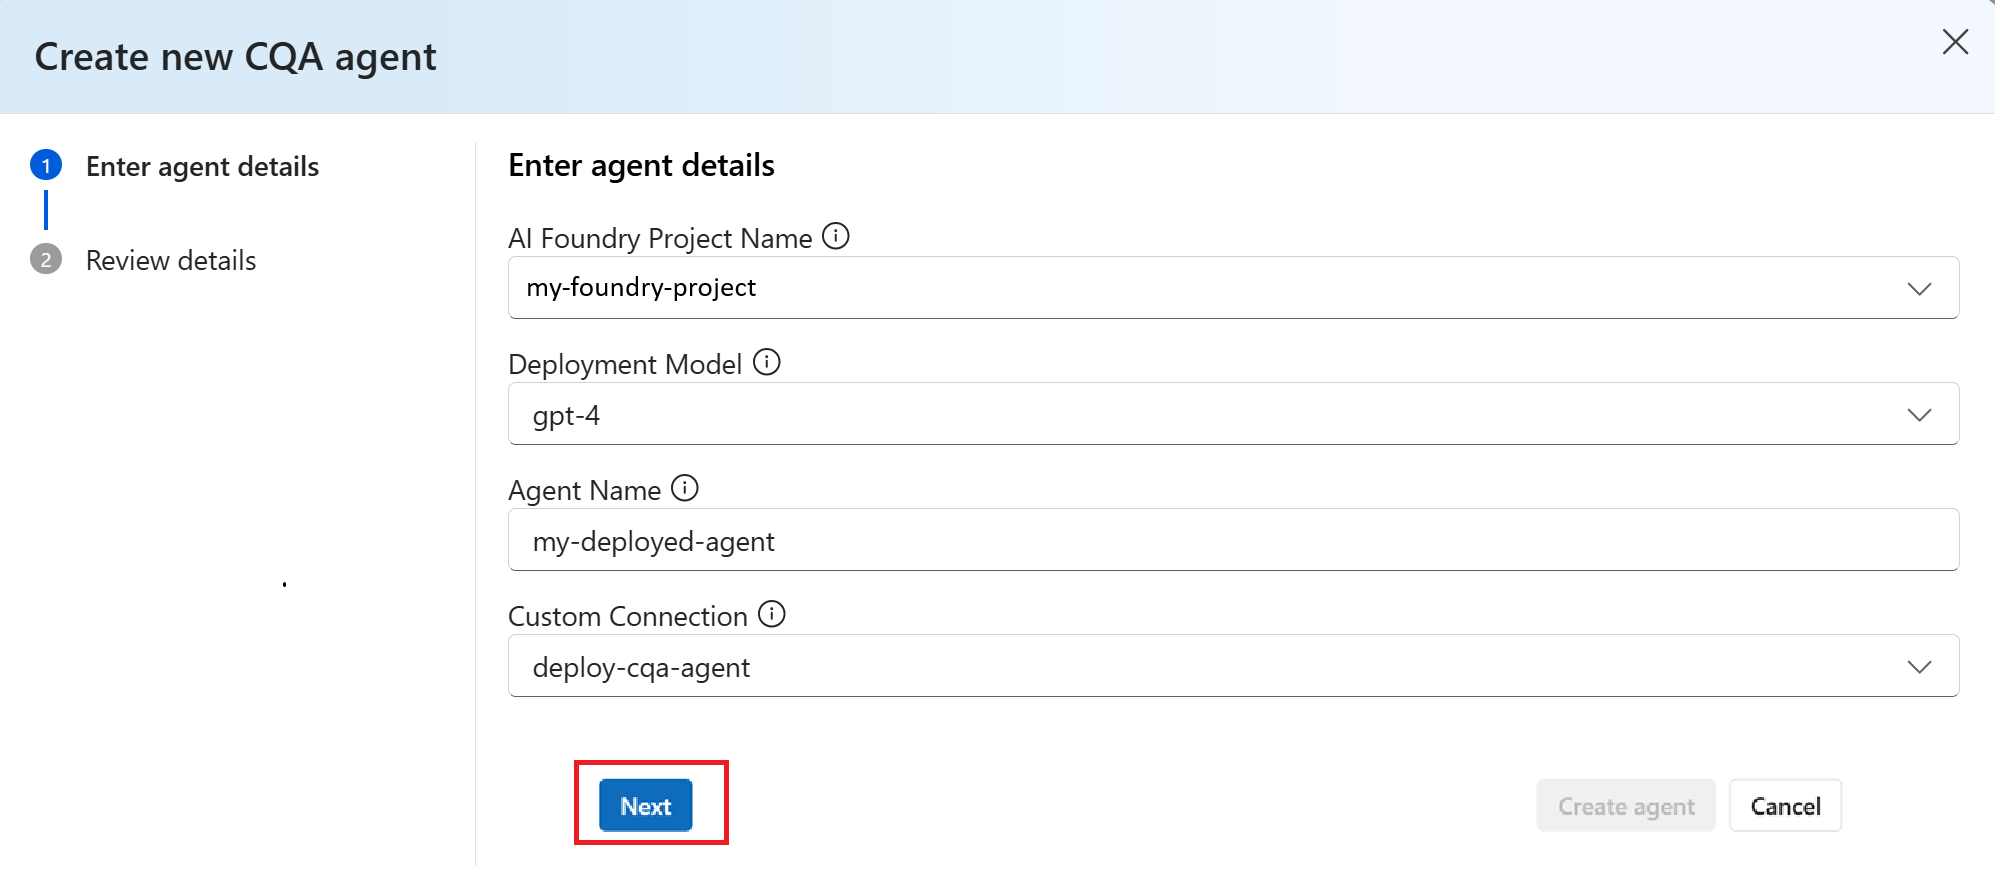 Create new CQA agent
1 Enter agent details
2 Review details
Enter agent details
AI Foundry Project Name
my-foundry-project
Deployment Model
gpt-4
Agent Name
my-deployed-agent
Custom Connection
deploy-cqa-agent
Next
Create agent
Cancel